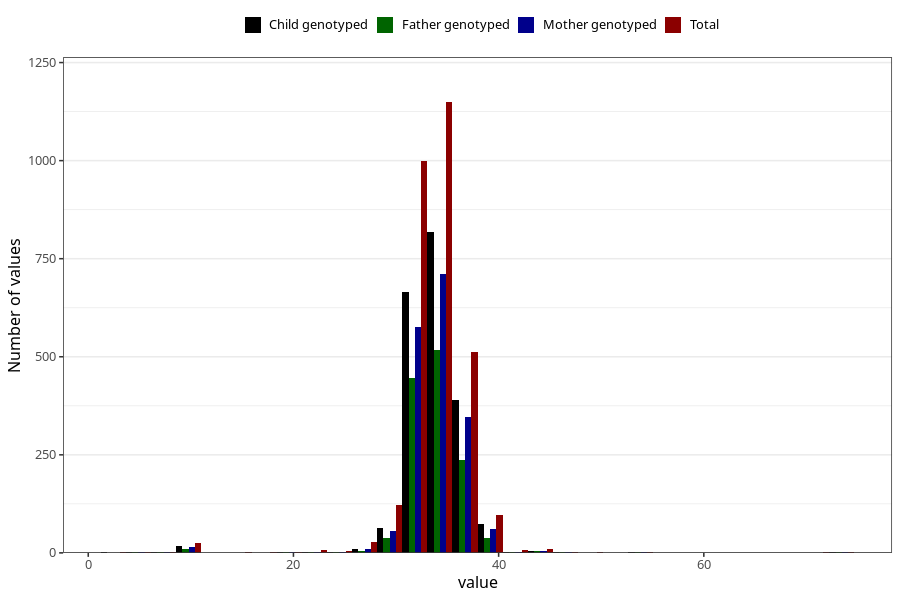 Child genotyped Father genotyped Mother genotyped Total
1250
1000
750
500
250
0
Number of values
0 20 40 60
value